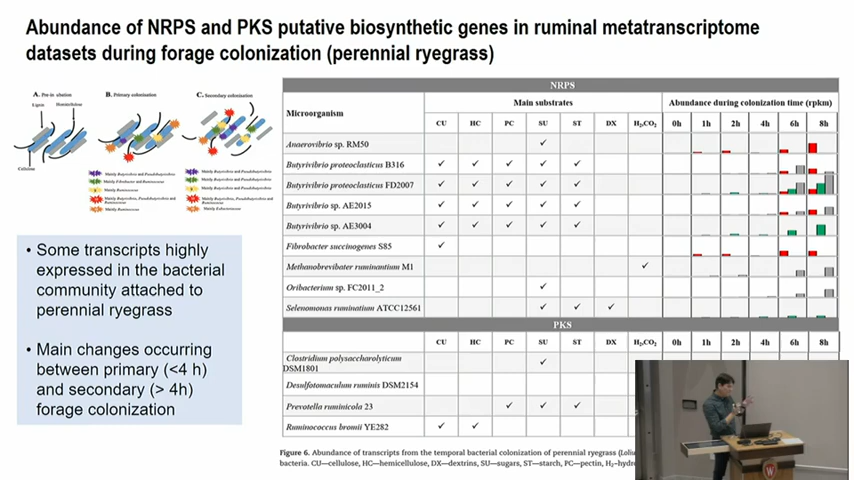 Abundance of NRPS and PKS putative biosynthetic genes in ruminal metatranscriptome
datasets during forage colonization (perennial ryegrass)
B. Primary colonisation
C. Secondary colonisation
Lignin
Hemicellulose
Cellulose
• Some transcripts highly
expressed in the bacterial
community attached to
perennial ryegrass
• Main changes occurring
between primary (<4 h)
and secondary (> 4h)
forage colonization
NRPS
Microorganism Main substrates Abundance during colonization time (rpkm)
CU HC PC SU ST DX H₂,CO₂ 0h 1h 2h 4h 6h 8h
Anaerovibrio sp. RM50 ✓
Butyrivibrio proteoclasticus B316 ✓ ✓ ✓ ✓ ✓
Butyrivibrio proteoclasticus FD2007 ✓ ✓ ✓ ✓ ✓
Butyrivibrio sp. AE2015 ✓ ✓ ✓ ✓ ✓
Butyrivibrio sp. AE3004 ✓ ✓ ✓ ✓ ✓
Fibrobacter succinogenes S85 ✓
Methanobrevibater ruminantium M1 ✓
Oribacterium sp. FC2011_2 ✓
Selenomonas ruminatium ATCC12561 ✓ ✓ ✓
PKS
CU HC PC SU ST DX H₂,CO₂ 0h 1h 2h 4h 6h 8h
Clostridium polysaccharolyticum
DSM1801 ✓
Desulfotomaculum ruminis DSM2154
Prevotella ruminicola 23 ✓ ✓ ✓
Ruminococcus bromii YE282 ✓ ✓
Figure 6. Abundance of transcripts from the temporal bacterial colonization of perennial ryegrass
bacteria. CU—cellulose, HC—hemicellulose, DX—dextrins, SU—sugars, ST—starch, PC—pectin,
W